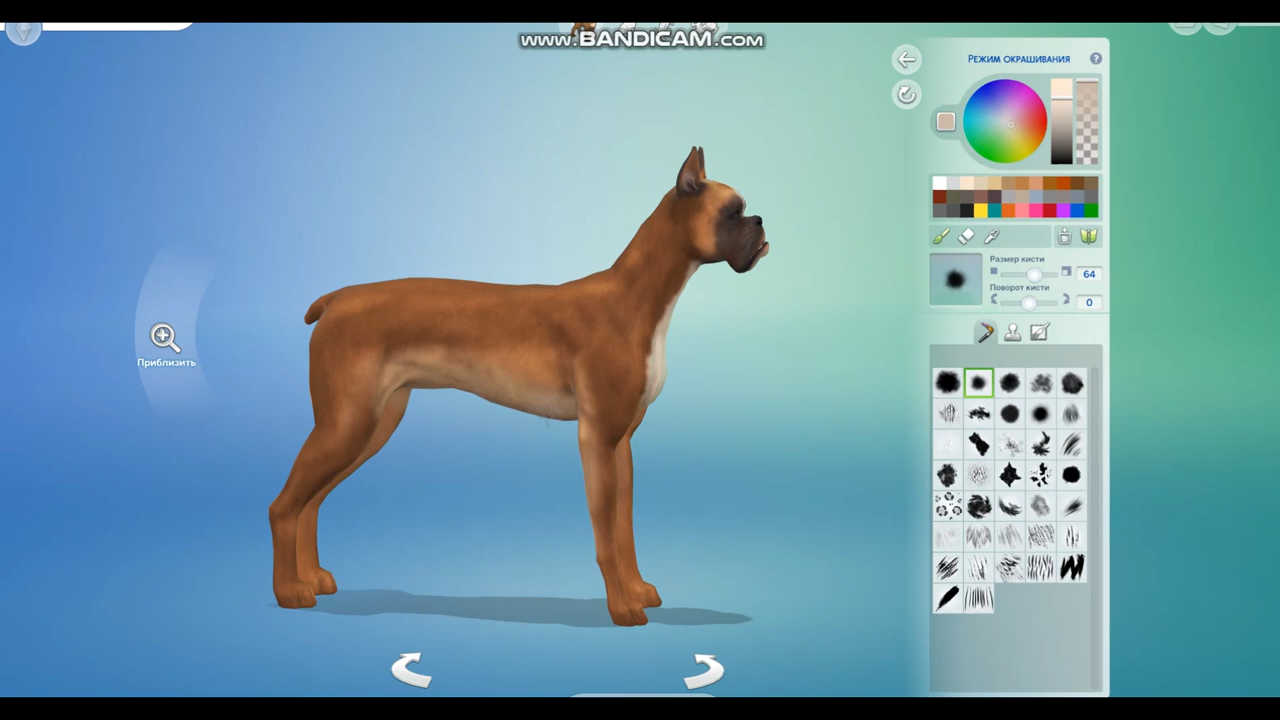 www.BANDICAM.com
Режим окрашивания
?
Размер кисти
64
Поворот кисти
0
Приблизить